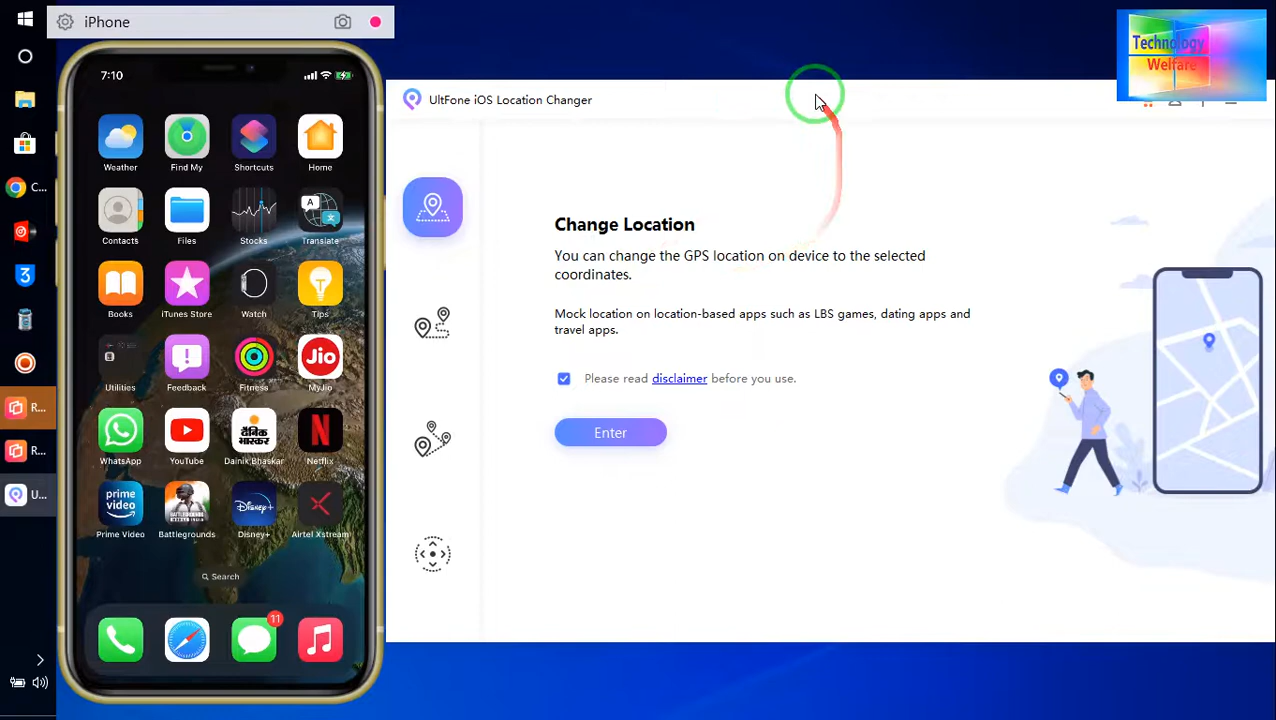 iPhone
Technology
Welfare
7:10
UltFone iOS Location Changer
Weather
Find My
Shortcuts
Home
Contacts
Files
Stocks
Translate
Books
iTunes Store
Watch
Tips
Jio
Utilities
Feedback
Fitness
MyJio
दैनिक
भास्कर
WhatsApp
YouTube
Dainik Bhaskar
Netflix
prime
video
Disney+
Prime Video
Battlegrounds
Disney+
Airtel Xstream
Search
11
C...
R...
R...
U...
Change Location
You can change the GPS location on device to the selected
coordinates.
Mock location on location-based apps such as LBS games, dating apps and
travel apps.
Please read disclaimer before you use.
Enter